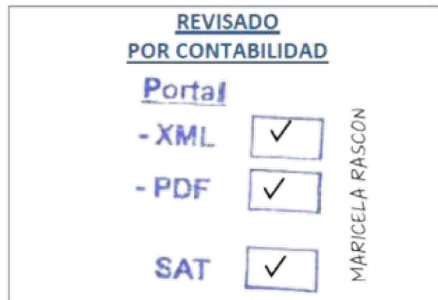 REVISADO
POR CONTABILIDAD
Portal
- XML ✓
- PDF ✓
SAT ✓
MARICELA RASCON